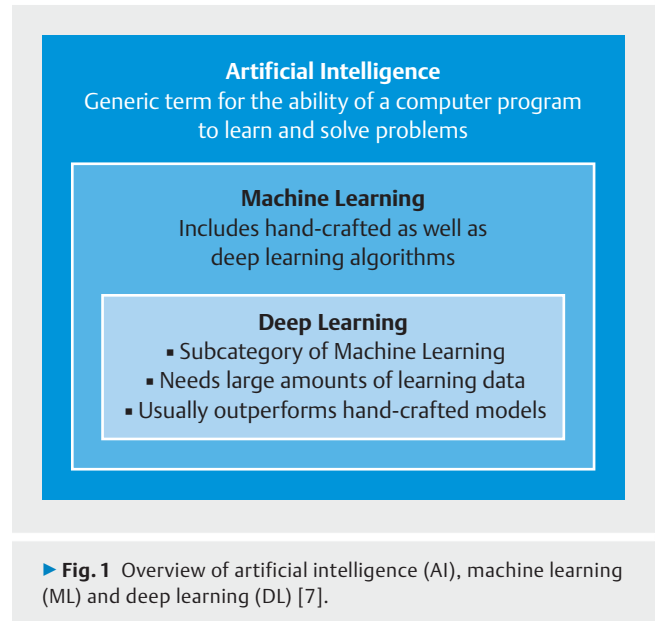 Artificial Intelligence
Generic term for the ability of a computer program
to learn and solve problems
Machine Learning
Includes hand-crafted as well as
deep learning algorithms
Deep Learning
▪ Subcategory of Machine Learning
▪ Needs large amounts of learning data
▪ Usually outperforms hand-crafted models
▶ Fig. 1 Overview of artificial intelligence (AI), machine learning
(ML) and deep learning (DL) [7].